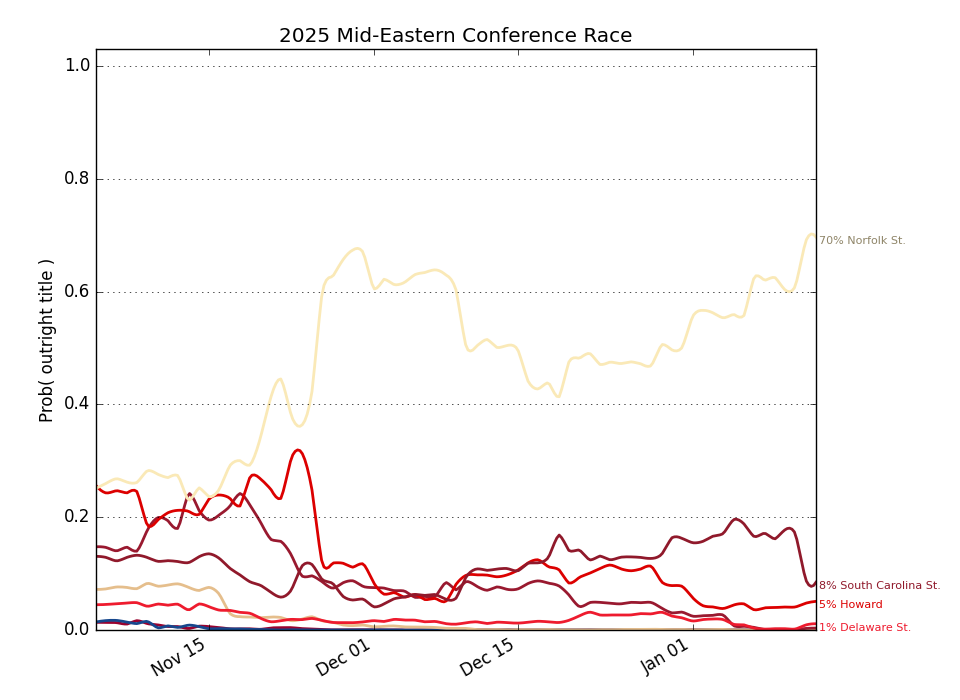 2025 Mid-Eastern Conference Race
1.0
0.8
0.6
0.4
0.2
0.0
Prob( outright title )
Nov 15
Dec 01
Dec 15
Jan 01
70% Norfolk St.
8% South Carolina St.
5% Howard
1% Delaware St.